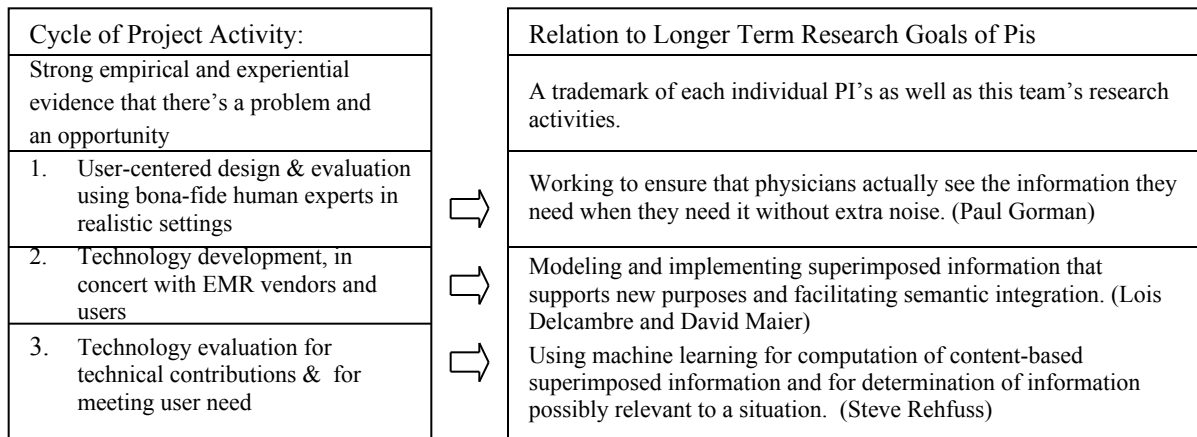 Cycle of Project Activity:
Strong empirical and experiential
evidence that there's a problem and
an opportunity
1. User-centered design & evaluation
using bona-fide human experts in
realistic settings
2. Technology development, in
concert with EMR vendors and
users
3. Technology evaluation for
technical contributions & for
meeting user need
Relation to Longer Term Research Goals of Pis
A trademark of each individual PI's as well as this team's research
activities.
Working to ensure that physicians actually see the information they
need when they need it without extra noise. (Paul Gorman)
Modeling and implementing superimposed information that
supports new purposes and facilitating semantic integration. (Lois
Delcambre and David Maier)
Using machine learning for computation of content-based
superimposed information and for determination of information
possibly relevant to a situation. (Steve Rehfuss)